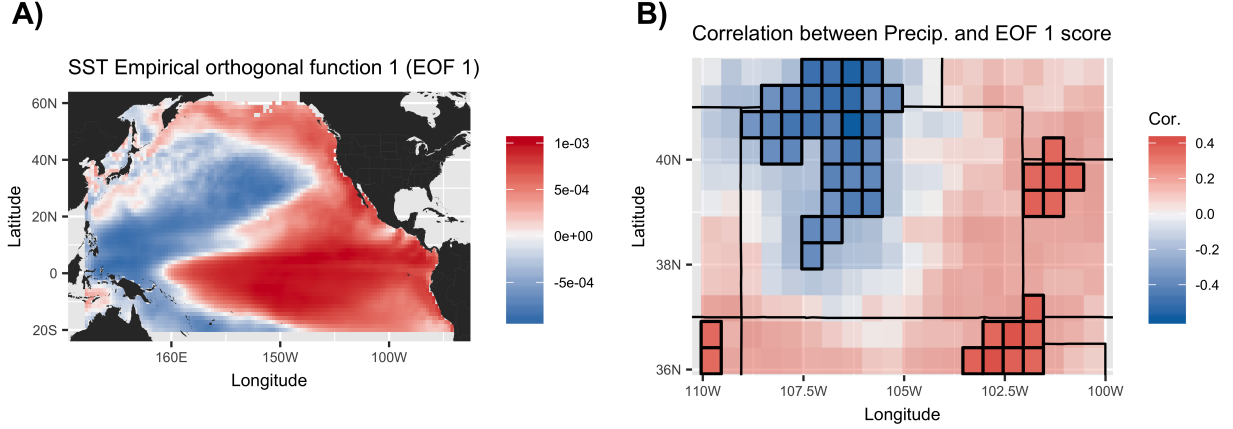 A)
SST Empirical orthogonal function 1 (EOF 1)
60N
40N
20N
0
20S
Latitude
160E
150W
100W
Longitude
1e-03
5e-04
0e+00
-5e-04
B)
Correlation between Precip. and EOF 1 score
40N
38N
36N
Latitude
110W
107.5W
105W
102.5W
100W
Longitude
Cor.
0.4
0.2
0.0
-0.2
-0.4